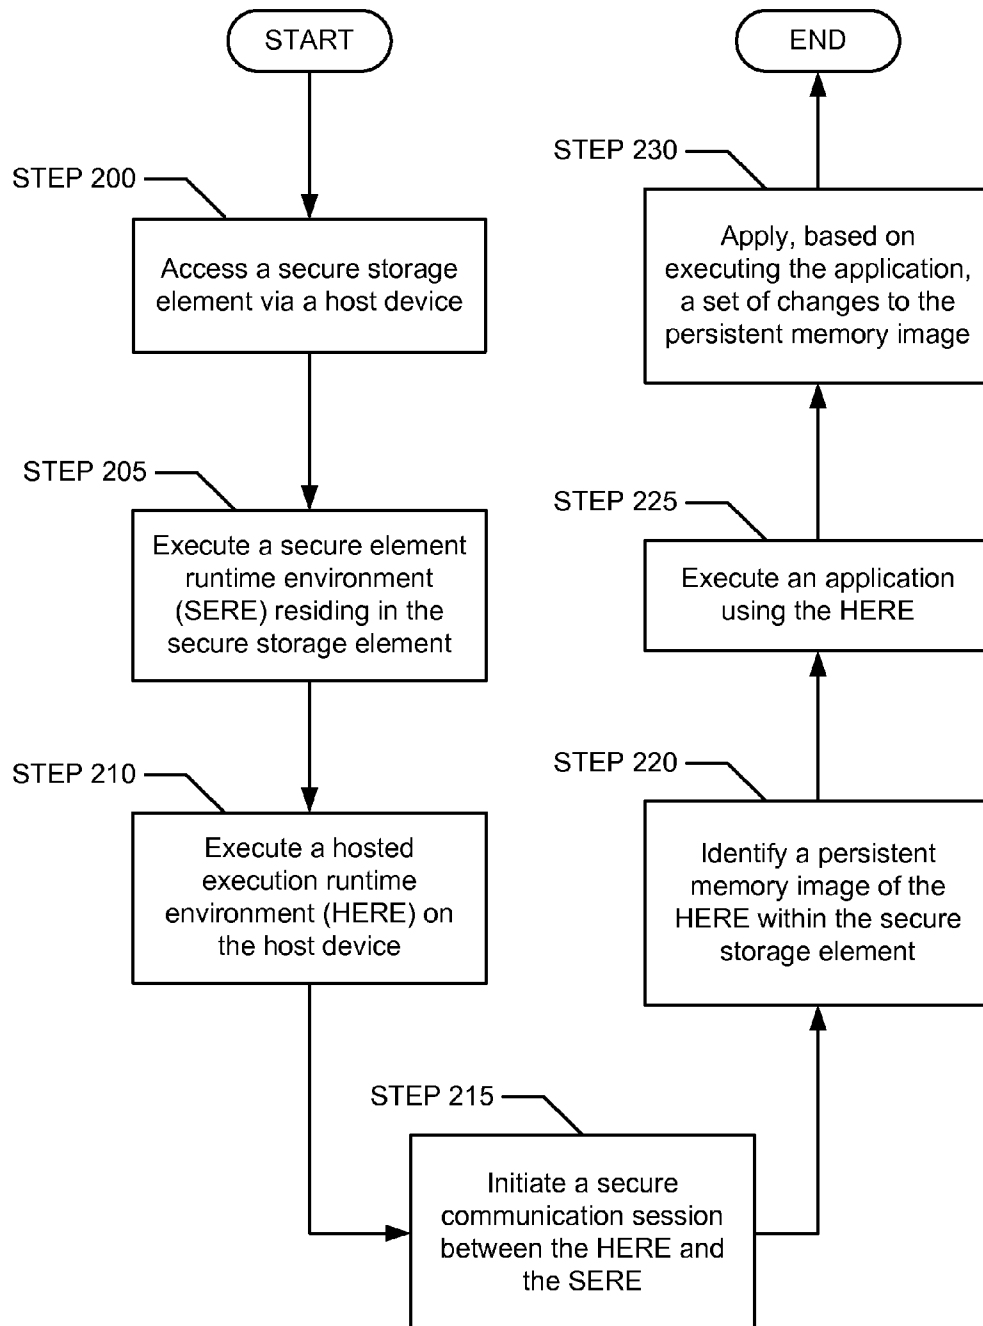 START
STEP 200
Access a secure storage
element via a host device
STEP 205
Execute a secure element
runtime environment
(SERE) residing in the
secure storage element
STEP 210
Execute a hosted
execution runtime
environment (HERE) on
the host device
STEP 215
Initiate a secure
communication session
between the HERE and
the SERE
STEP 220
Identify a persistent
memory image of the
HERE within the secure
storage element
STEP 225
Execute an application
using the HERE
STEP 230
Apply, based on
executing the application,
a set of changes to the
persistent memory image
END